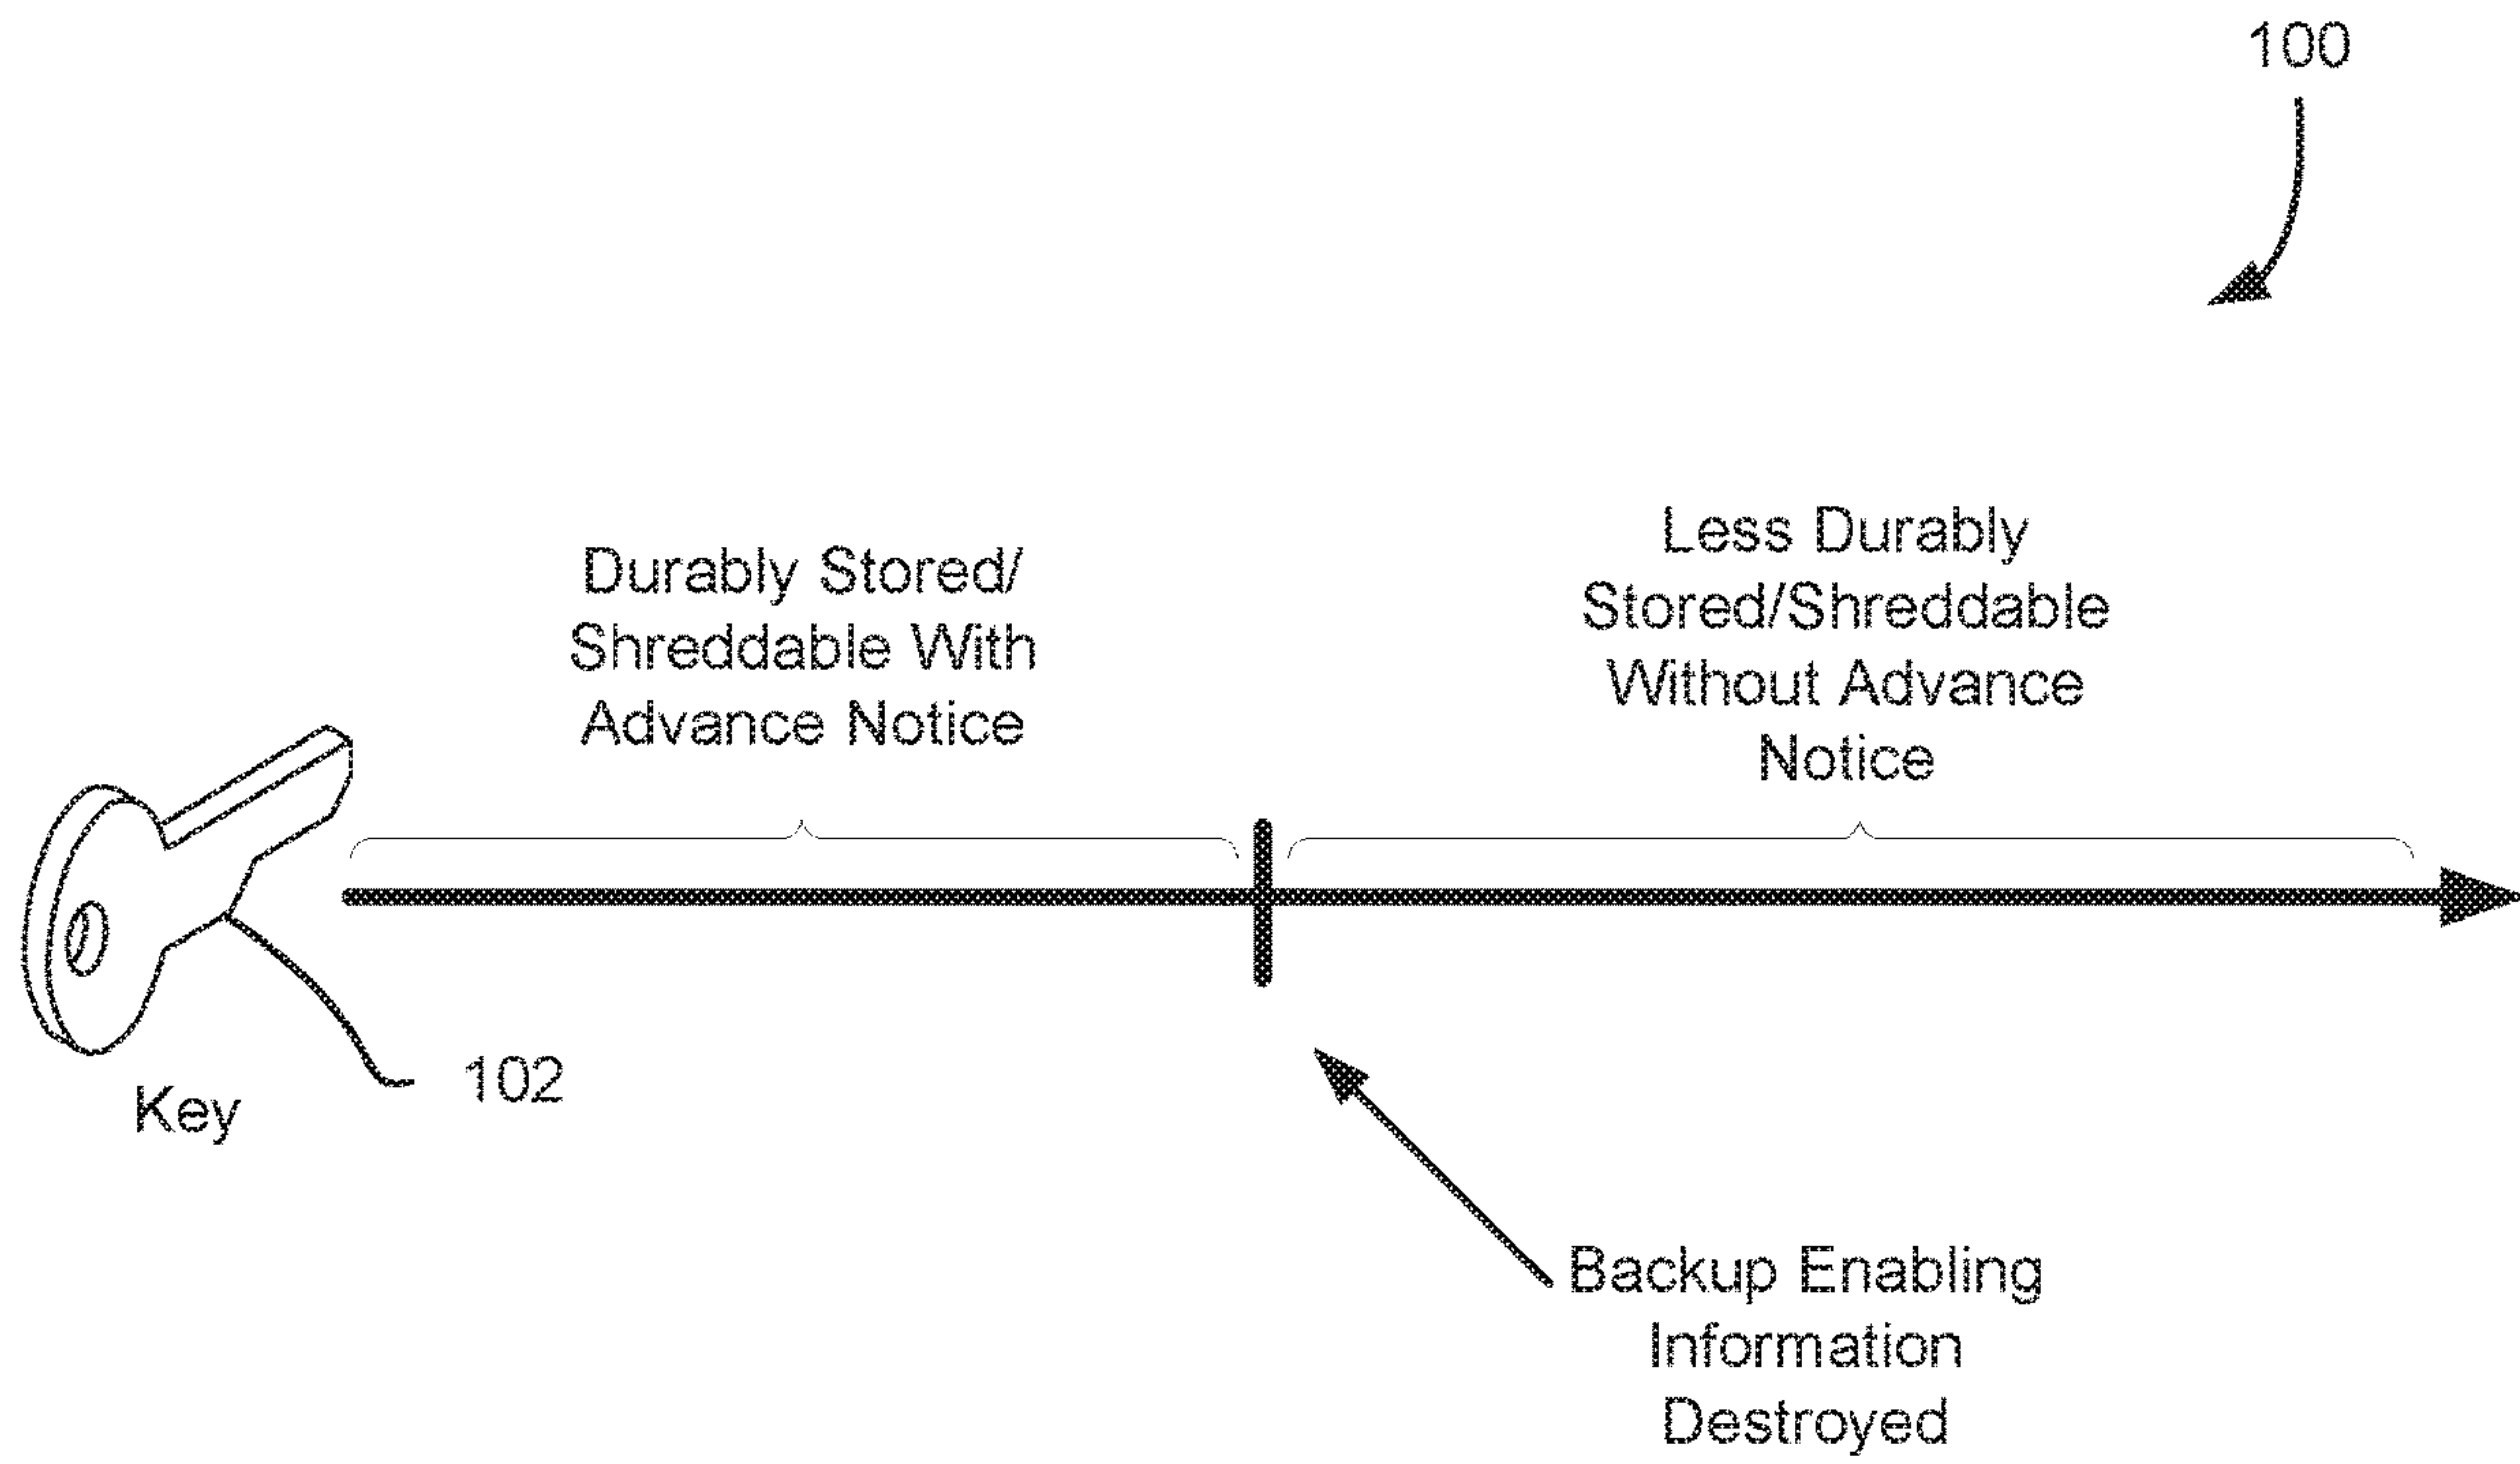 100
Durably Stored/
Shreddable With
Advance Notice
Less Durably
Stored/Shreddable
Without Advance
Notice
Key
102
Backup Enabling
Information
Destroyed